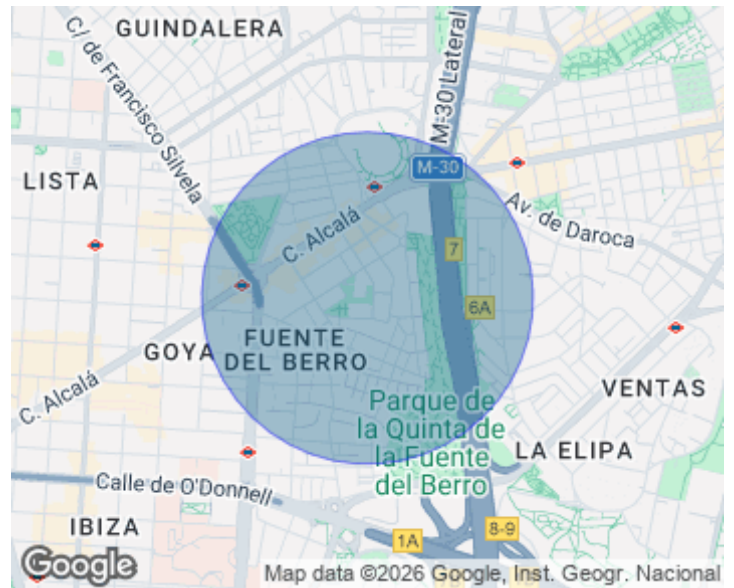 GUINDALERA
C/ de Francisco Silvela
M-30 Lateral
M-30
LISTA
Av. de Daroca
C. Alcalá
7
6A
FUENTE
DEL BERRO
GOYA
C. Alcalá
VENTAS
Parque de
la Quinta de
la Fuente
del Berro
LA ELIPA
Calle de O'Donnell
IBIZA
1A
8-9
Google
Map data ©2026 Google, Inst. Geogr. Nacional